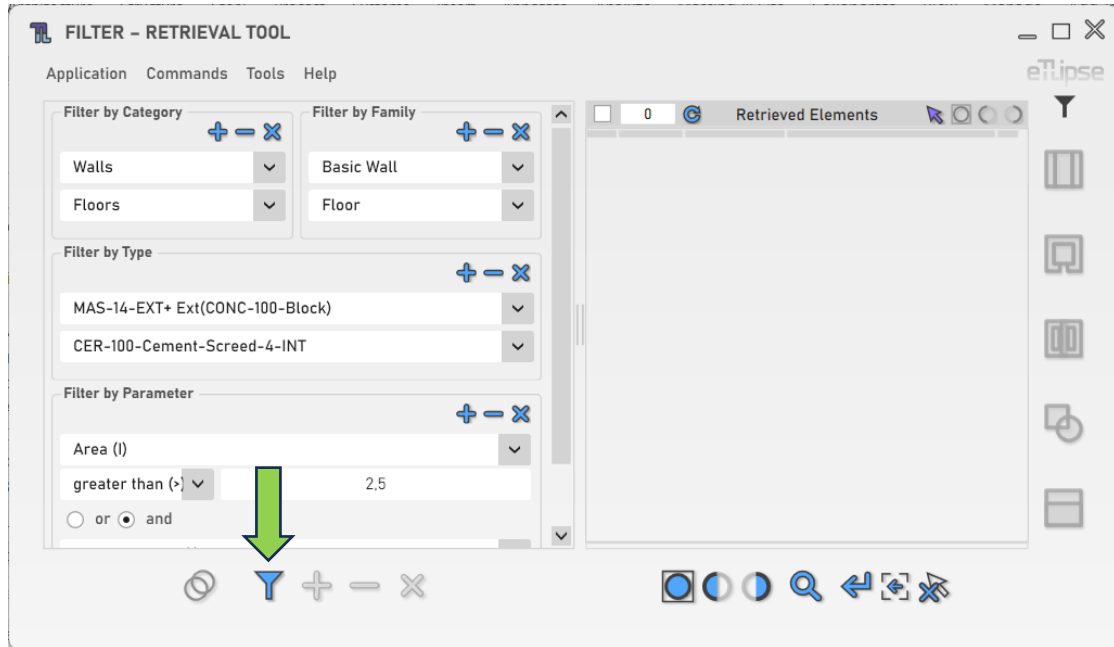 FILTER – RETRIEVAL TOOL
Application Commands Tools Help
eTLipse
Filter by Category
Filter by Family
Walls
Basic Wall
Floors
Floor
Filter by Type
MAS-14-EXT+ Ext(CONC-100-Block)
CER-100-Cement-Screed-4-INT
Filter by Parameter
Area (I)
greater than (>)
2,5
or and
0 Retrieved Elements